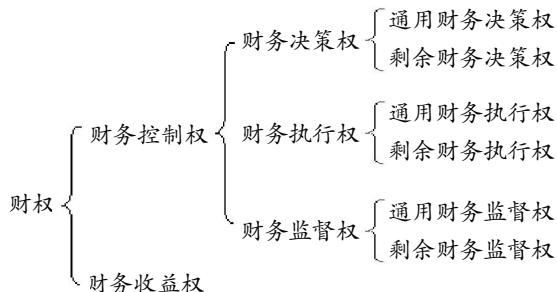 通用财务决策权
财务决策权
剩余财务决策权
通用财务执行权
财务控制权
财务执行权
剩余财务执行权
财权
通用财务监督权
财务监督权
剩余财务监督权
财务收益权